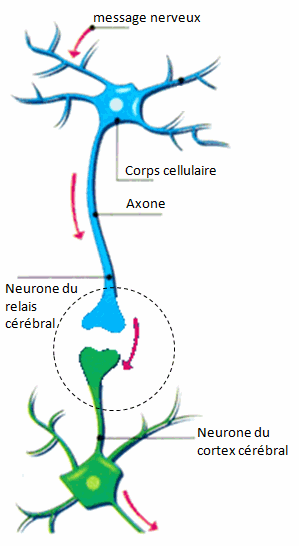 message nerveux
Corps cellulaire
Axone
Neurone du
relais
cérébral
Neurone du
cortex cérébral